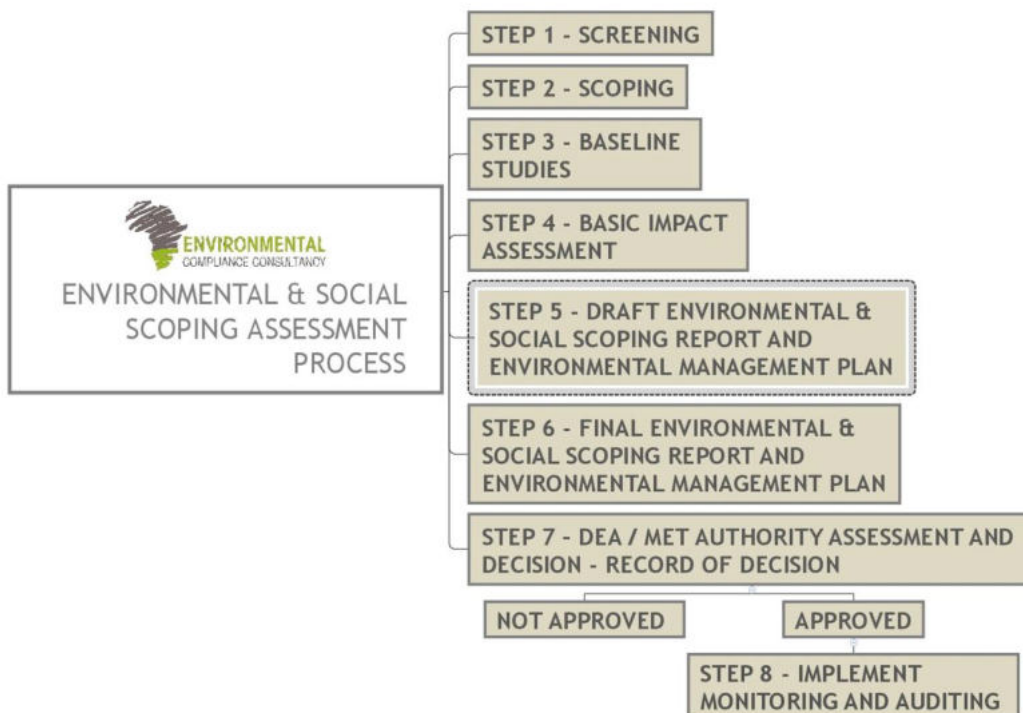 STEP 1 - SCREENING
STEP 2 - SCOPING
STEP 3 - BASELINE
STUDIES
STEP 4 - BASIC IMPACT
ASSESSMENT
ENVIRONMENTAL
COMPLIANCE CONSULTANCY
ENVIRONMENTAL & SOCIAL
SCOPING ASSESSMENT
PROCESS
STEP 5 - DRAFT ENVIRONMENTAL &
SOCIAL SCOPING REPORT AND
ENVIRONMENTAL MANAGEMENT PLAN
STEP 6 - FINAL ENVIRONMENTAL &
SOCIAL SCOPING REPORT AND
ENVIRONMENTAL MANAGEMENT PLAN
STEP 7 - DEA / MET AUTHORITY ASSESSMENT AND
DECISION - RECORD OF DECISION
NOT APPROVED
APPROVED
STEP 8 - IMPLEMENT
MONITORING AND AUDITING